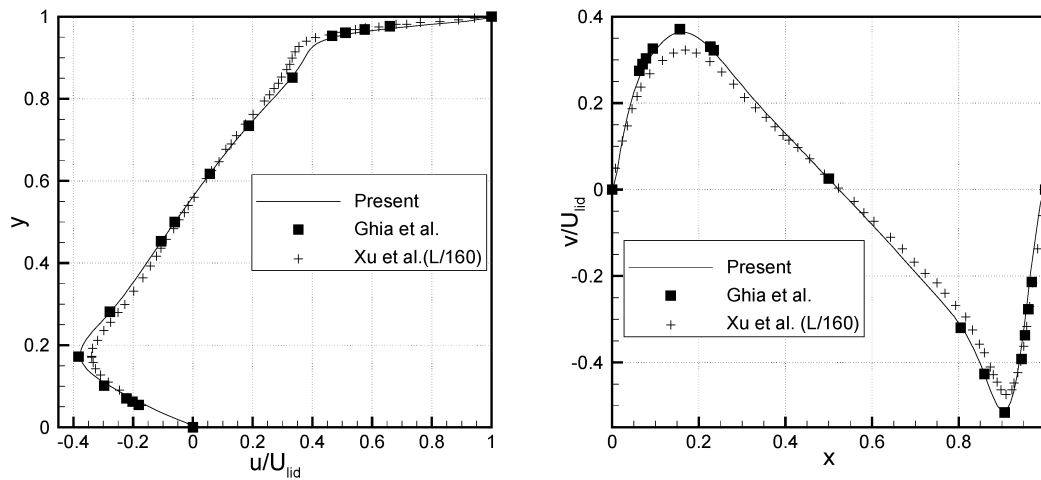 1
0.8
0.6
0.4
0.2
0
y
-0.4 -0.2 0 0.2 0.4 0.6 0.8 1
u/U_lid
Present
Ghia et al.
Xu et al.(L/160)
0.4
0.2
0
-0.2
-0.4
v/U_lid
0 0.2 0.4 0.6 0.8 1
x
Present
Ghia et al.
Xu et al. (L/160)